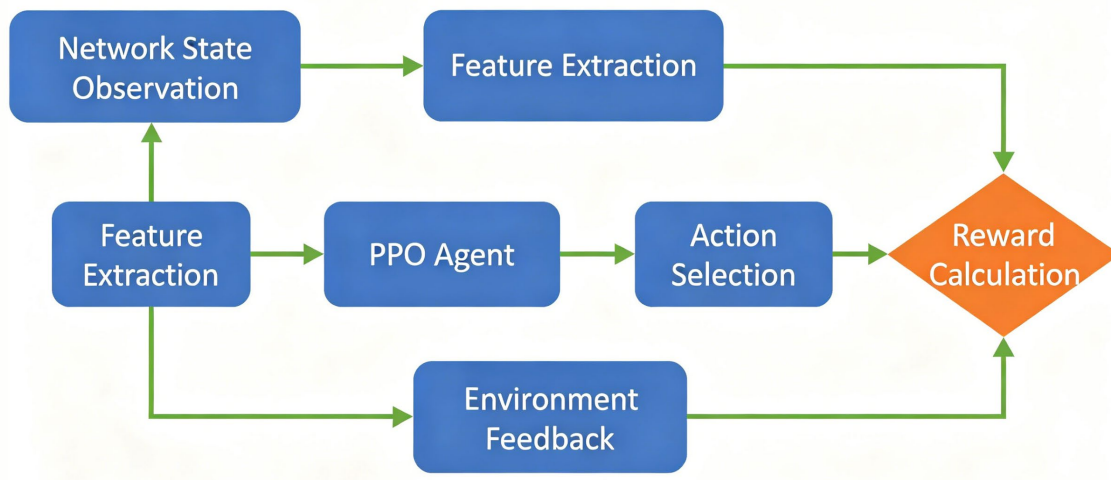 Network State
Observation
Feature Extraction
Feature
Extraction
PPO Agent
Action
Selection
Reward
Calculation
Environment
Feedback